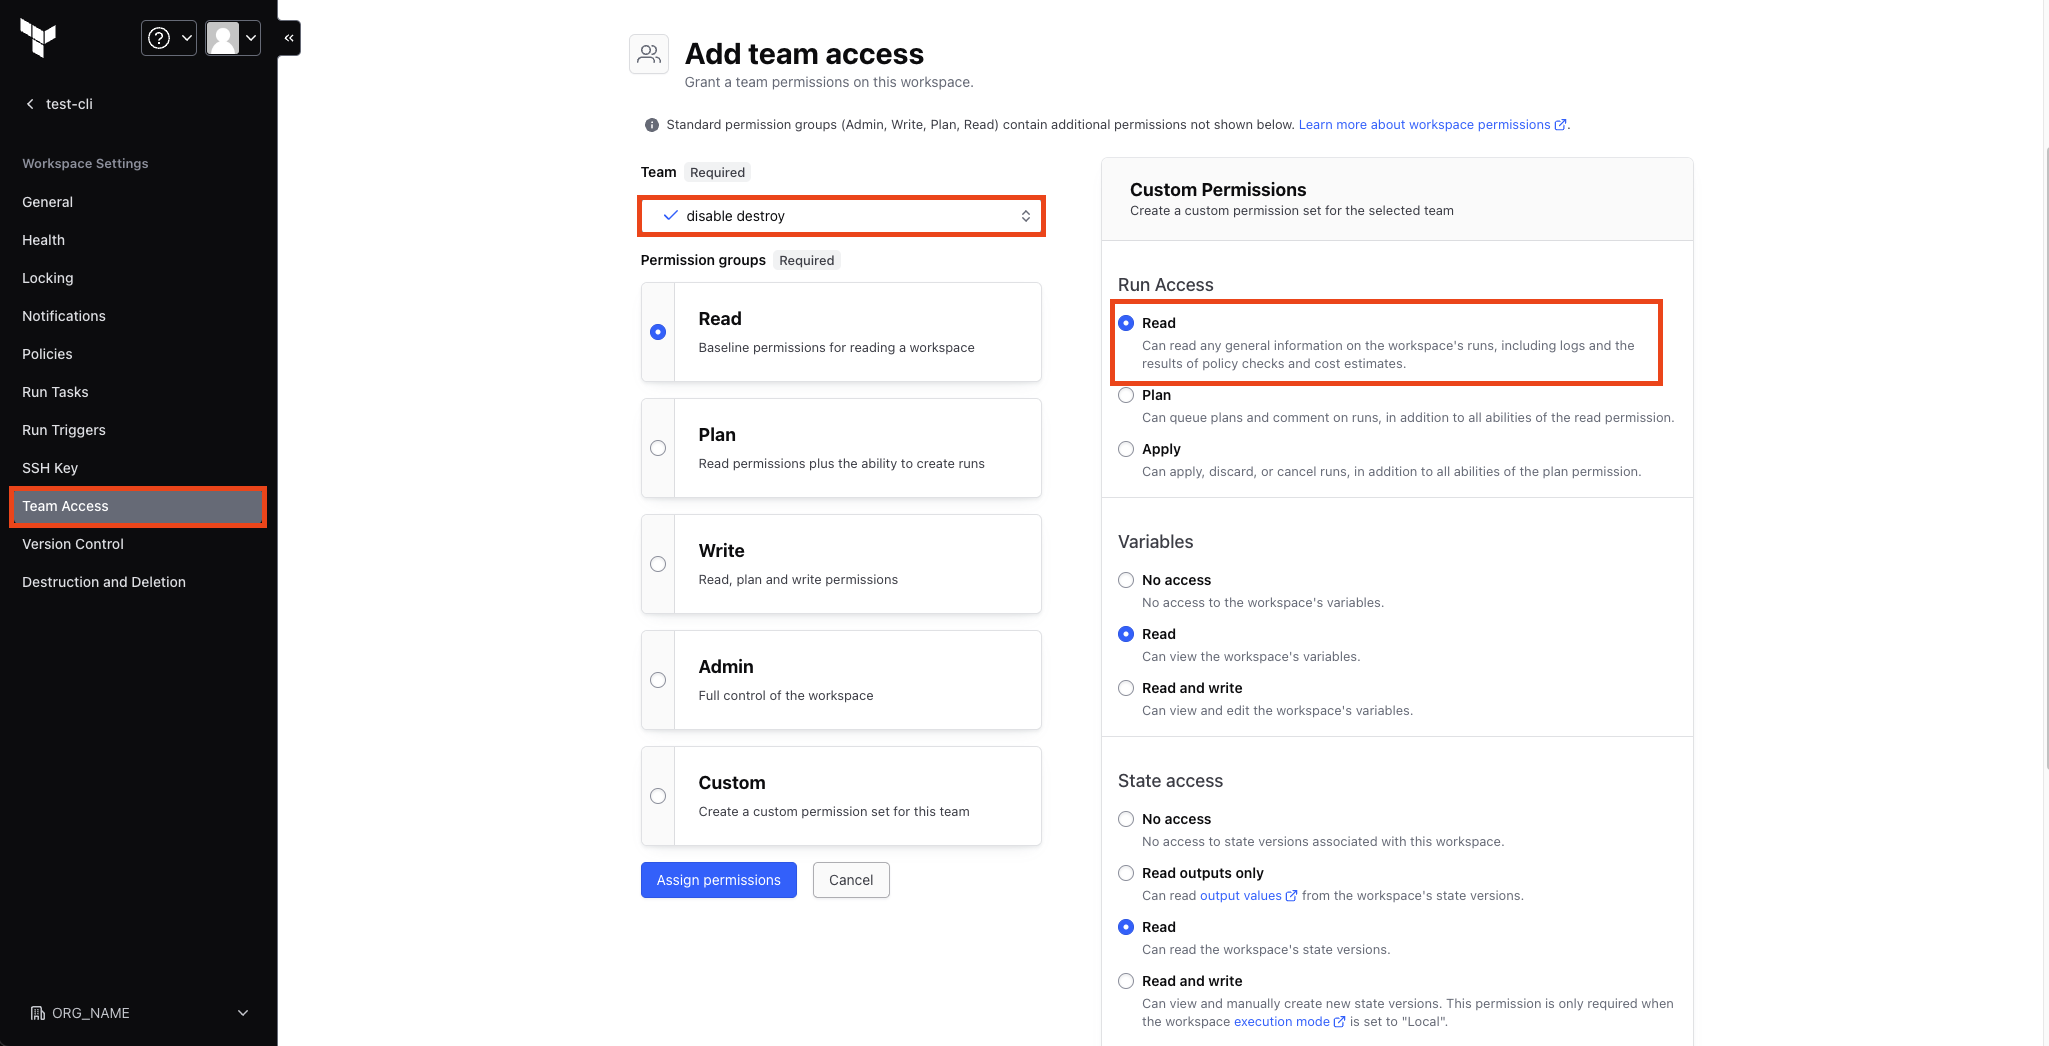 test-cli
Workspace Settings
General
Health
Locking
Notifications
Policies
Run Tasks
Run Triggers
SSH Key
Team Access
Version Control
Destruction and Deletion
ORG_NAME
Add team access
Grant a team permissions on this workspace.
Standard permission groups (Admin, Write, Plan, Read) contain additional permissions not shown below. Learn more about workspace permissions.
Team Required
disable destroy
Permission groups Required
Read
Baseline permissions for reading a workspace
Plan
Read permissions plus the ability to create runs
Write
Read, plan and write permissions
Admin
Full control of the workspace
Custom
Create a custom permission set for this team
Assign permissions
Cancel
Custom Permissions
Create a custom permission set for the selected team
Run Access
Read
Can read any general information on the workspace's runs, including logs and the
results of policy checks and cost estimates.
Plan
Can queue plans and comment on runs, in addition to all abilities of the read permission.
Apply
Can apply, discard, or cancel runs, in addition to all abilities of the plan permission.
Variables
No access
No access to the workspace's variables.
Read
Can view the workspace's variables.
Read and write
Can view and edit the workspace's variables.
State access
No access
No access to state versions associated with this workspace.
Read outputs only
Can read output values from the workspace's state versions.
Read
Can read the workspace's state versions.
Read and write
Can view and manually create new state versions. This permission is only required when
the workspace execution mode is set to "Local".